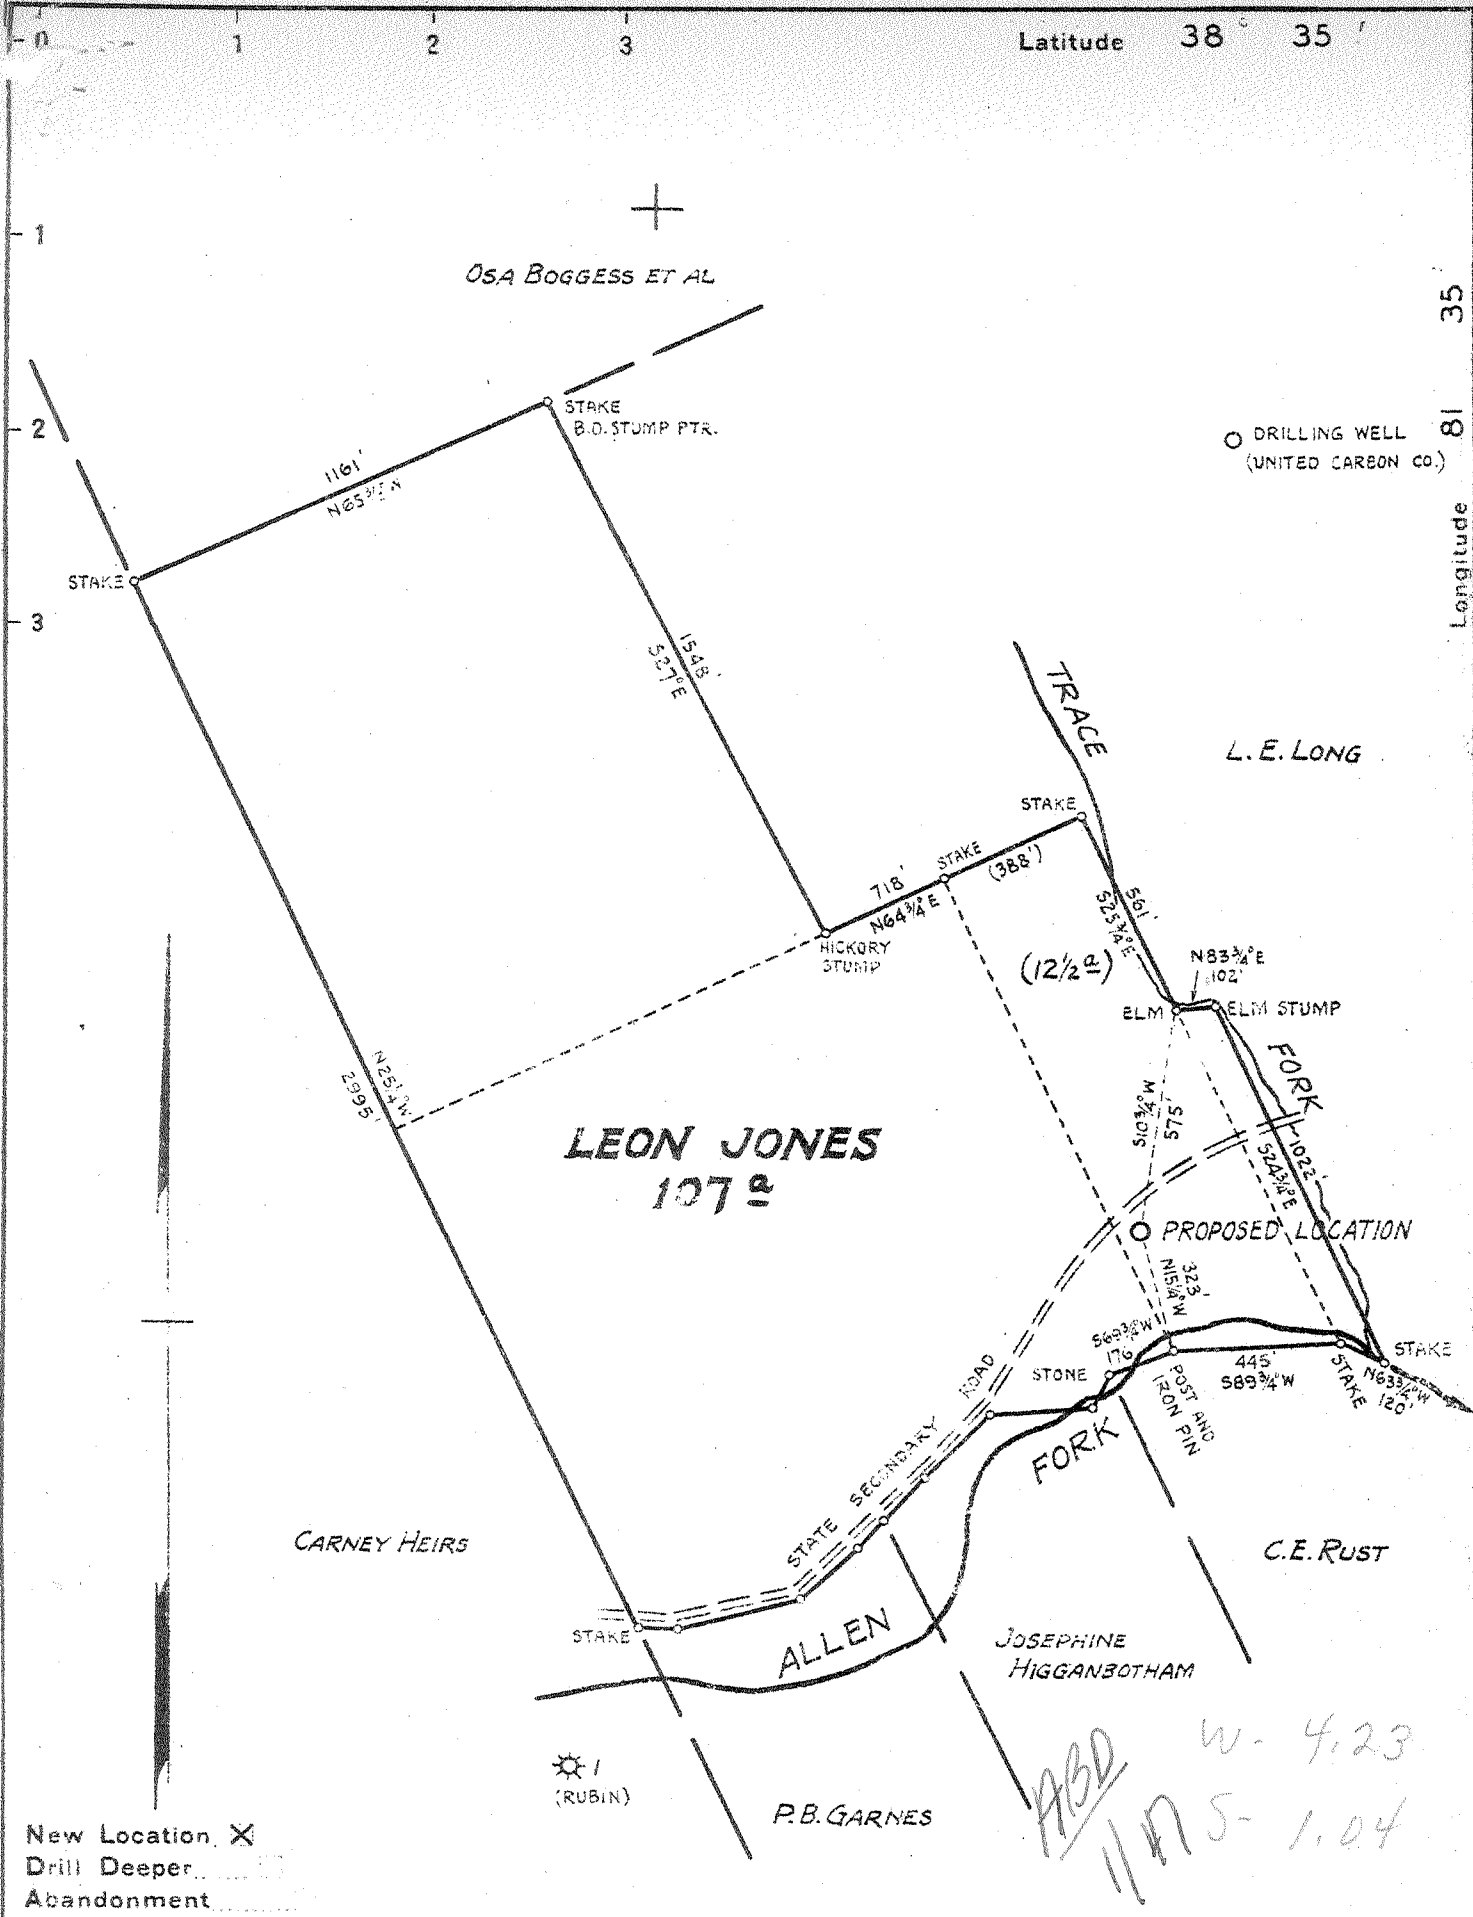 0 1 2 3 Latitude 38° 35'
1
2
3
81 35
Longitude
OSA BOGGESS ET AL
STAKE
B.O. STUMP PTR.
DRILLING WELL
(UNITED CARBON CO.)
1161'
STAKE
1548'
S27°E
TRACE
L. E. LONG
STAKE
STAKE
(388')
718'
N64¾°E
HICKORY
STUMP
561'
S25¾°E
(12½ a)
N83¾°E
102'
ELM
ELM STUMP
FORK
N25¼°W
2995'
LEON JONES
107 a
S10¾°W
575'
1022'
S24¾°E
PROPOSED LOCATION
323'
N15¼°W
S69¾°W
176'
STONE
POST AND
IRON PIN
445'
S89¾°W
STAKE
STAKE
N63¾°W
120'
STATE SECONDARY ROAD
ALLEN FORK
CARNEY HEIRS
C. E. RUST
STAKE
JOSEPHINE
HIGGANBOTHAM
1
(RUBIN)
P. B. GARNES
ABD
W- 4.23
S- 1.04
New Location X
Drill Deeper
Abandonment